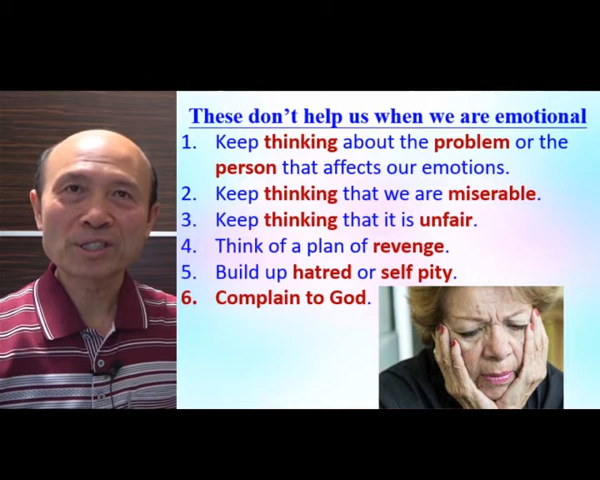 These don't help us when we are emotional
1. Keep thinking about the problem or the
person that affects our emotions.
2. Keep thinking that we are miserable.
3. Keep thinking that it is unfair.
4. Think of a plan of revenge.
5. Build up hatred or self pity.
6. Complain to God.